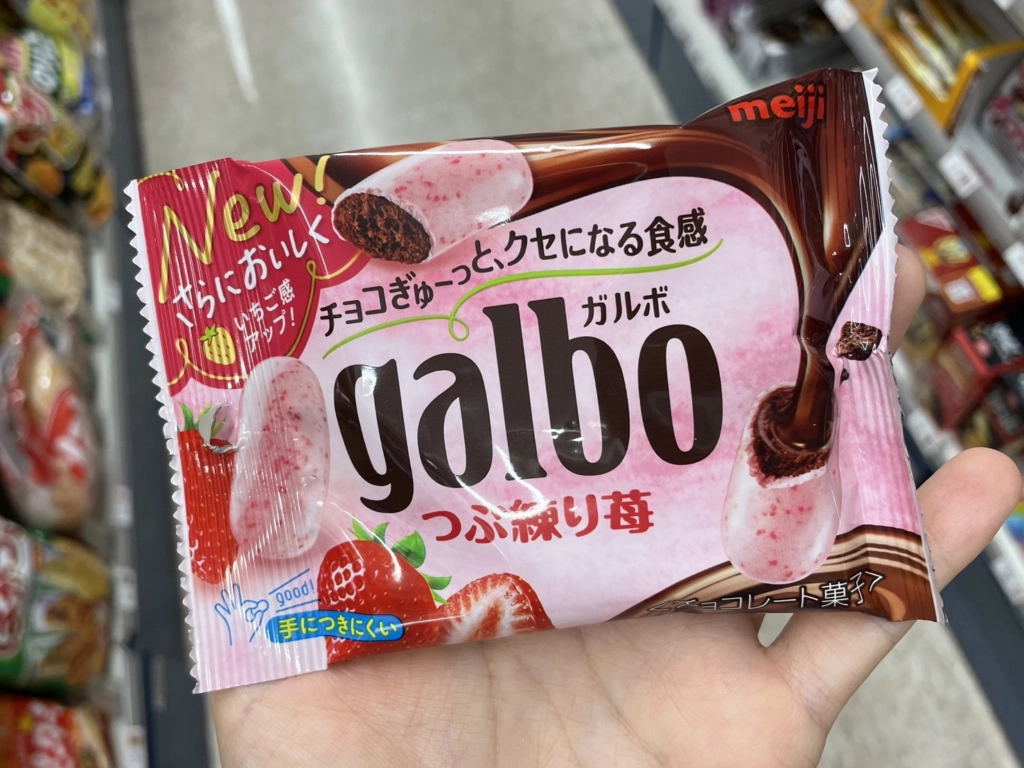 meiji
New!
さらにおいしく
いちご感
アップ!
チョコぎゅーっと、クセになる食感
ガルボ
galbo
つぶ練り苺
good!
手につきにくい
<チョコレート菓子>